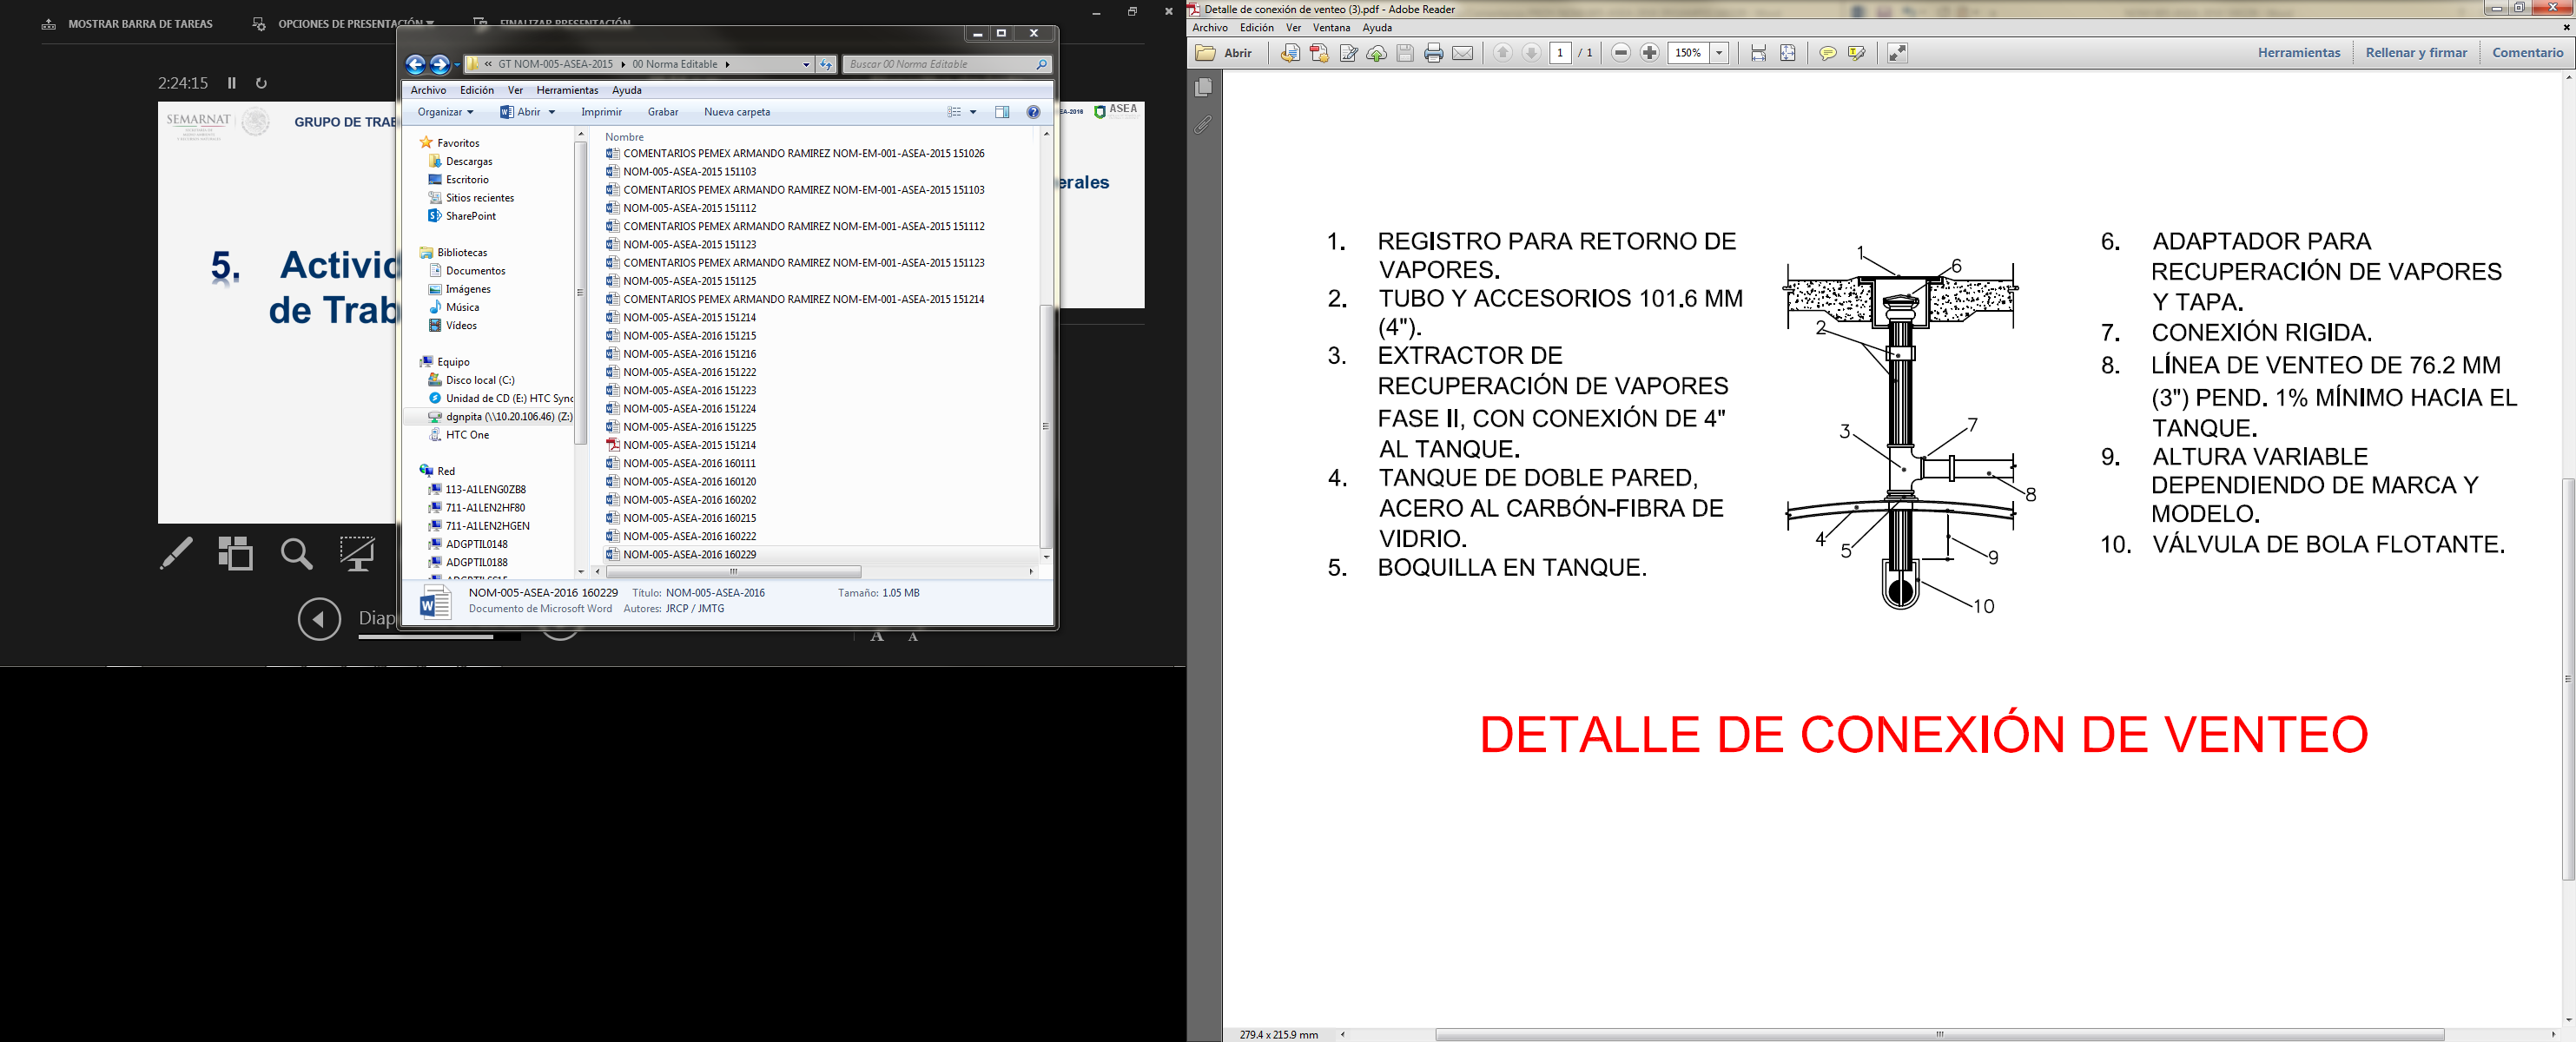 MOSTRAR BARRA DE TAREAS
OPCIONES DE PRESENTACIÓN
FINALIZAR PRESENTACIÓN
2:24:15
SEMARNAT
GRUPO DE TRA
EA-2016
ASEA
erales
5. Activid
de Trab
Diap
A A
« GT NOM-005-ASEA-2015 ▸ 00 Norma Editable ▸
Buscar 00 Norma Editable
Archivo Edición Ver Herramientas Ayuda
Organizar Abrir Imprimir Grabar Nueva carpeta
Favoritos
Descargas
Escritorio
Sitios recientes
SharePoint
Bibliotecas
Documentos
Imágenes
Música
Vídeos
Equipo
Disco local (C:)
Unidad de CD (E:) HTC Sync
dgnpita (\\10.20.106.46) (Z:)
HTC One
Red
113-A1LENG0ZB8
711-A1LEN2HF80
711-A1LEN2HGEN
ADGPTIL0148
ADGPTIL0188
Nombre
COMENTARIOS PEMEX ARMANDO RAMIREZ NOM-EM-001-ASEA-2015 151026
NOM-005-ASEA-2015 151103
COMENTARIOS PEMEX ARMANDO RAMIREZ NOM-EM-001-ASEA-2015 151103
NOM-005-ASEA-2015 151112
COMENTARIOS PEMEX ARMANDO RAMIREZ NOM-EM-001-ASEA-2015 151112
NOM-005-ASEA-2015 151123
COMENTARIOS PEMEX ARMANDO RAMIREZ NOM-EM-001-ASEA-2015 151123
NOM-005-ASEA-2015 151125
COMENTARIOS PEMEX ARMANDO RAMIREZ NOM-EM-001-ASEA-2015 151214
NOM-005-ASEA-2015 151214
NOM-005-ASEA-2016 151215
NOM-005-ASEA-2016 151216
NOM-005-ASEA-2016 151222
NOM-005-ASEA-2016 151223
NOM-005-ASEA-2016 151224
NOM-005-ASEA-2016 151225
NOM-005-ASEA-2015 151214
NOM-005-ASEA-2016 160111
NOM-005-ASEA-2016 160120
NOM-005-ASEA-2016 160202
NOM-005-ASEA-2016 160215
NOM-005-ASEA-2016 160222
NOM-005-ASEA-2016 160229
NOM-005-ASEA-2016 160229 Título: NOM-005-ASEA-2016 Tamaño: 1.05 MB
Documento de Microsoft Word Autores: JRCP / JMTG
Detalle de conexión de venteo (3).pdf - Adobe Reader
Archivo Edición Ver Ventana Ayuda
Abrir 1 / 1 150% Herramientas Rellenar y firmar Comentario
1. REGISTRO PARA RETORNO DE
VAPORES.
2. TUBO Y ACCESORIOS 101.6 MM
(4").
3. EXTRACTOR DE
RECUPERACIÓN DE VAPORES
FASE II, CON CONEXIÓN DE 4"
AL TANQUE.
4. TANQUE DE DOBLE PARED,
ACERO AL CARBÓN-FIBRA DE
VIDRIO.
5. BOQUILLA EN TANQUE.
1
6
2
3
7
8
4
5
9
10
6. ADAPTADOR PARA
RECUPERACIÓN DE VAPORES
Y TAPA.
7. CONEXIÓN RIGIDA.
8. LÍNEA DE VENTEO DE 76.2 MM
(3") PEND. 1% MÍNIMO HACIA EL
TANQUE.
9. ALTURA VARIABLE
DEPENDIENDO DE MARCA Y
MODELO.
10. VÁLVULA DE BOLA FLOTANTE.
DETALLE DE CONEXIÓN DE VENTEO
279.4 x 215.9 mm